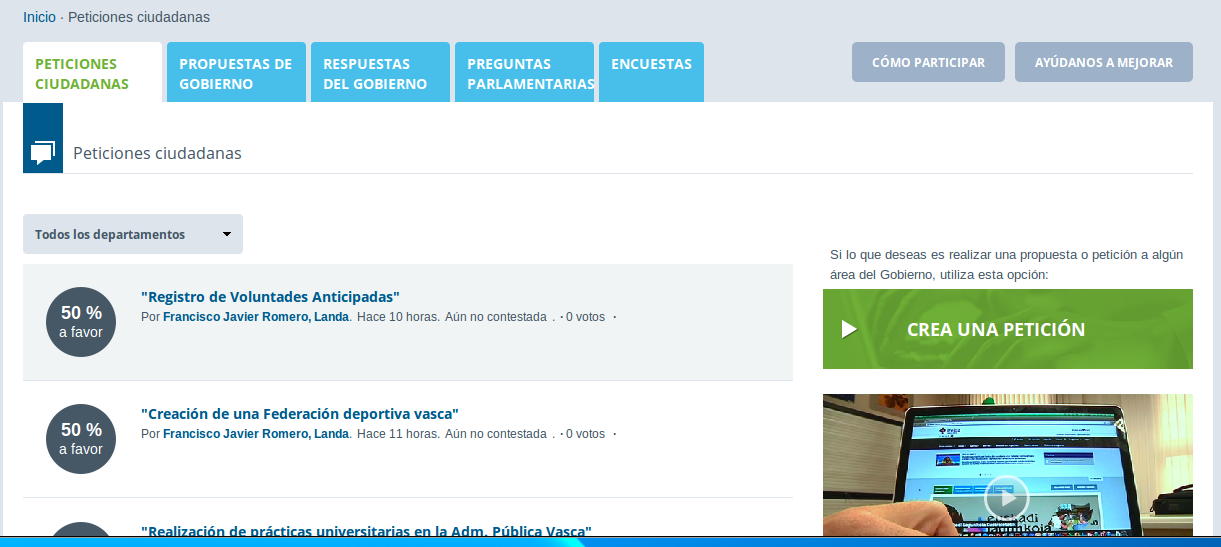 Inicio · Peticiones ciudadanas
PETICIONES
CIUDADANAS
PROPUESTAS DE
GOBIERNO
RESPUESTAS
DEL GOBIERNO
PREGUNTAS
PARLAMENTARIAS
ENCUESTAS
CÓMO PARTICIPAR
AYÚDANOS A MEJORAR
Peticiones ciudadanas
Todos los departamentos
50 %
a favor
"Registro de Voluntades Anticipadas"
Por Francisco Javier Romero, Landa. Hace 10 horas. Aún no contestada . · 0 votos ·
50 %
a favor
"Creación de una Federación deportiva vasca"
Por Francisco Javier Romero, Landa. Hace 11 horas. Aún no contestada . · 0 votos ·
"Realización de prácticas universitarias en la Adm. Pública Vasca"
Si lo que deseas es realizar una propuesta o petición a algún
área del Gobierno, utiliza esta opción:
CREA UNA PETICIÓN
euskadi